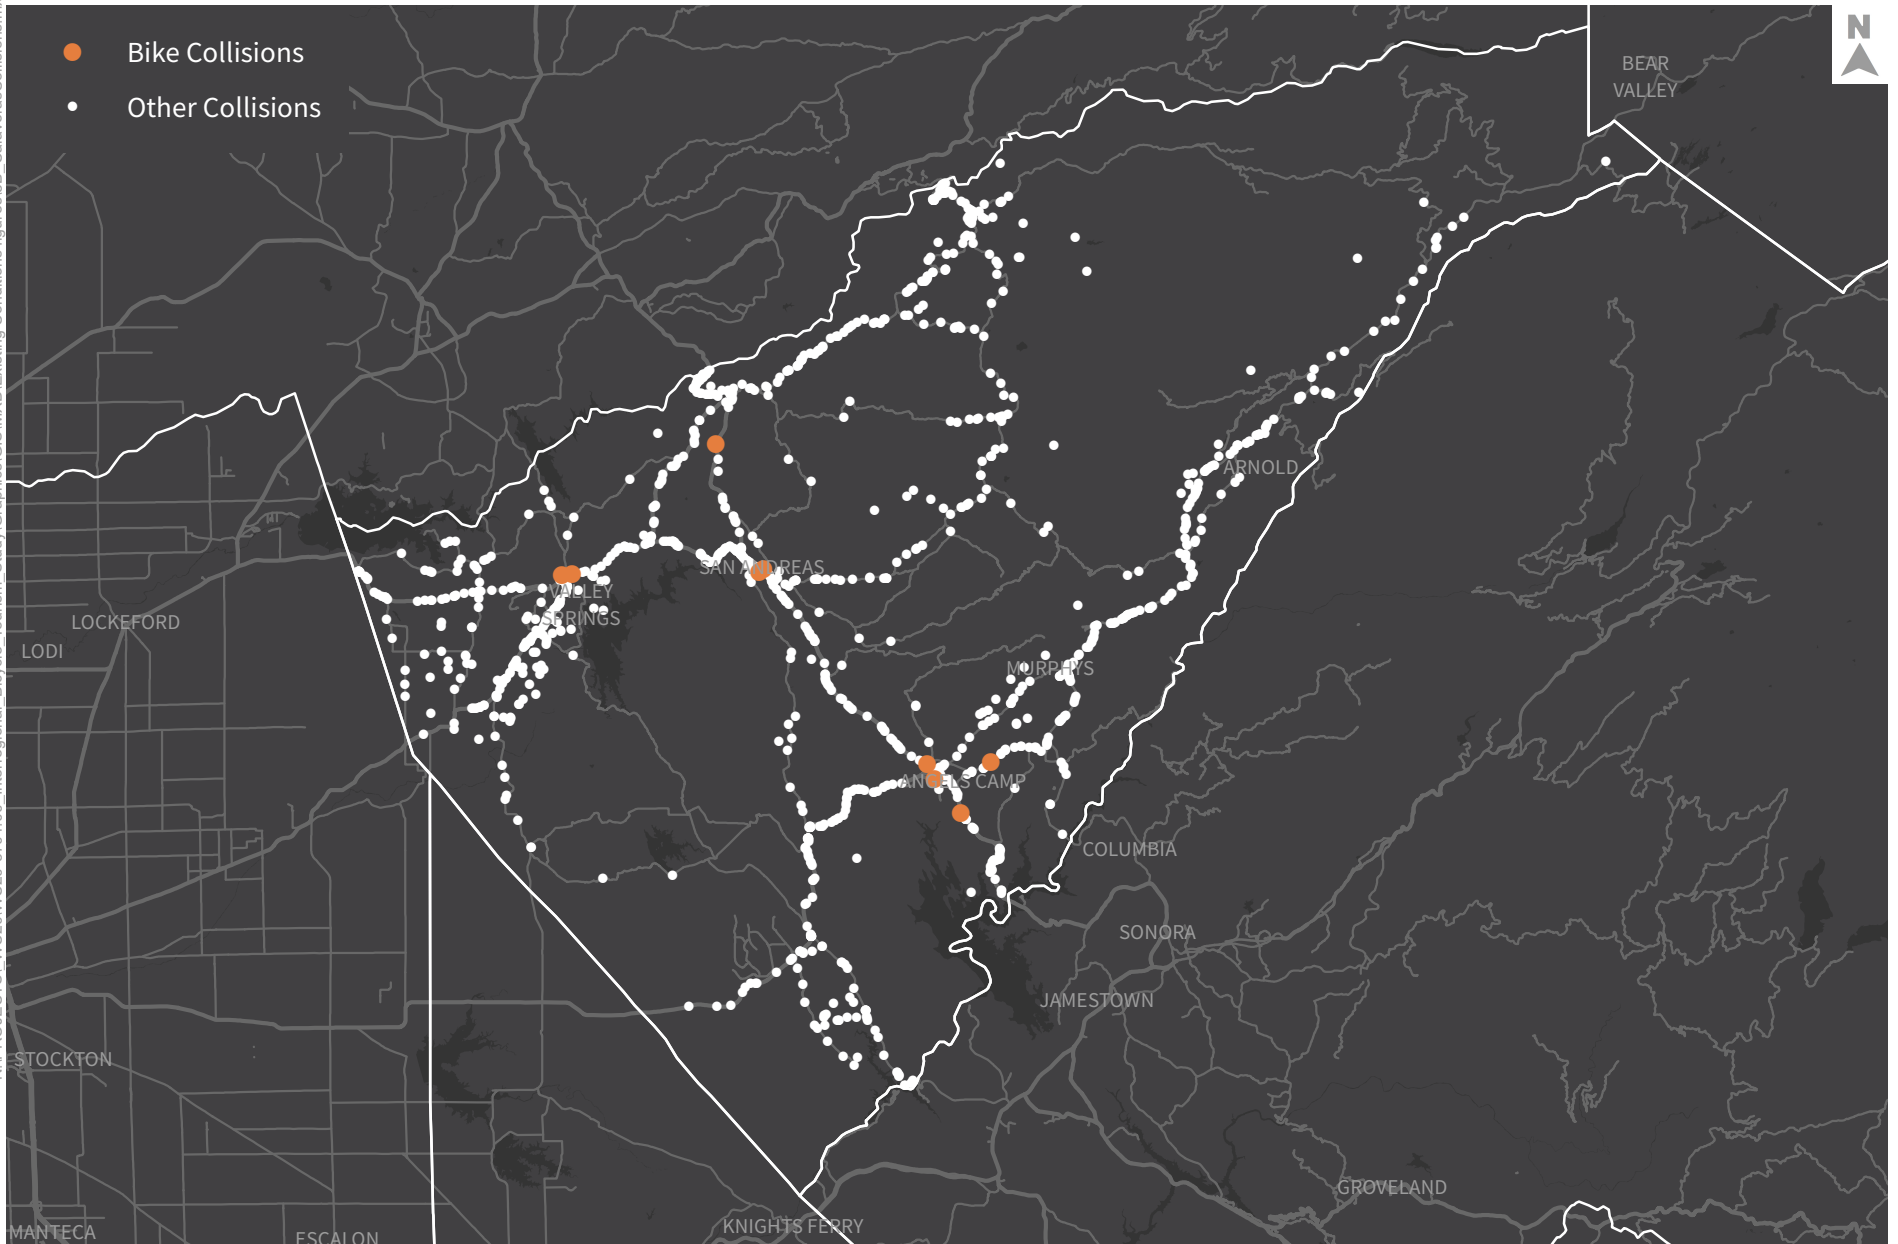 Bike Collisions
Other Collisions
N
BEAR
VALLEY
ARNOLD
SAN ANDREAS
VALLEY
SPRINGS
LOCKEFORD
LODI
MURPHYS
ANGELS CAMP
COLUMBIA
SONORA
JAMESTOWN
STOCKTON
GROVELAND
KNIGHTS FERRY
MANTECA
ESCALON